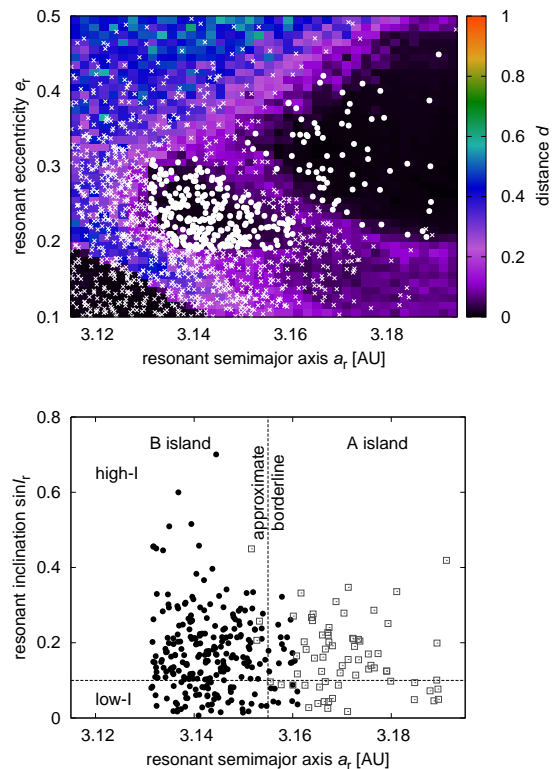 0.5
0.4
0.3
0.2
0.1
resonant eccentricity e_r
3.12 3.14 3.16 3.18
resonant semimajor axis a_r [AU]
1
0.8
0.6
0.4
0.2
0
distance d
0.8
0.6
0.4
0.2
0
resonant inclination sinI_r
B island
A island
high-I
approximate
borderline
low-I
3.12 3.14 3.16 3.18
resonant semimajor axis a_r [AU]